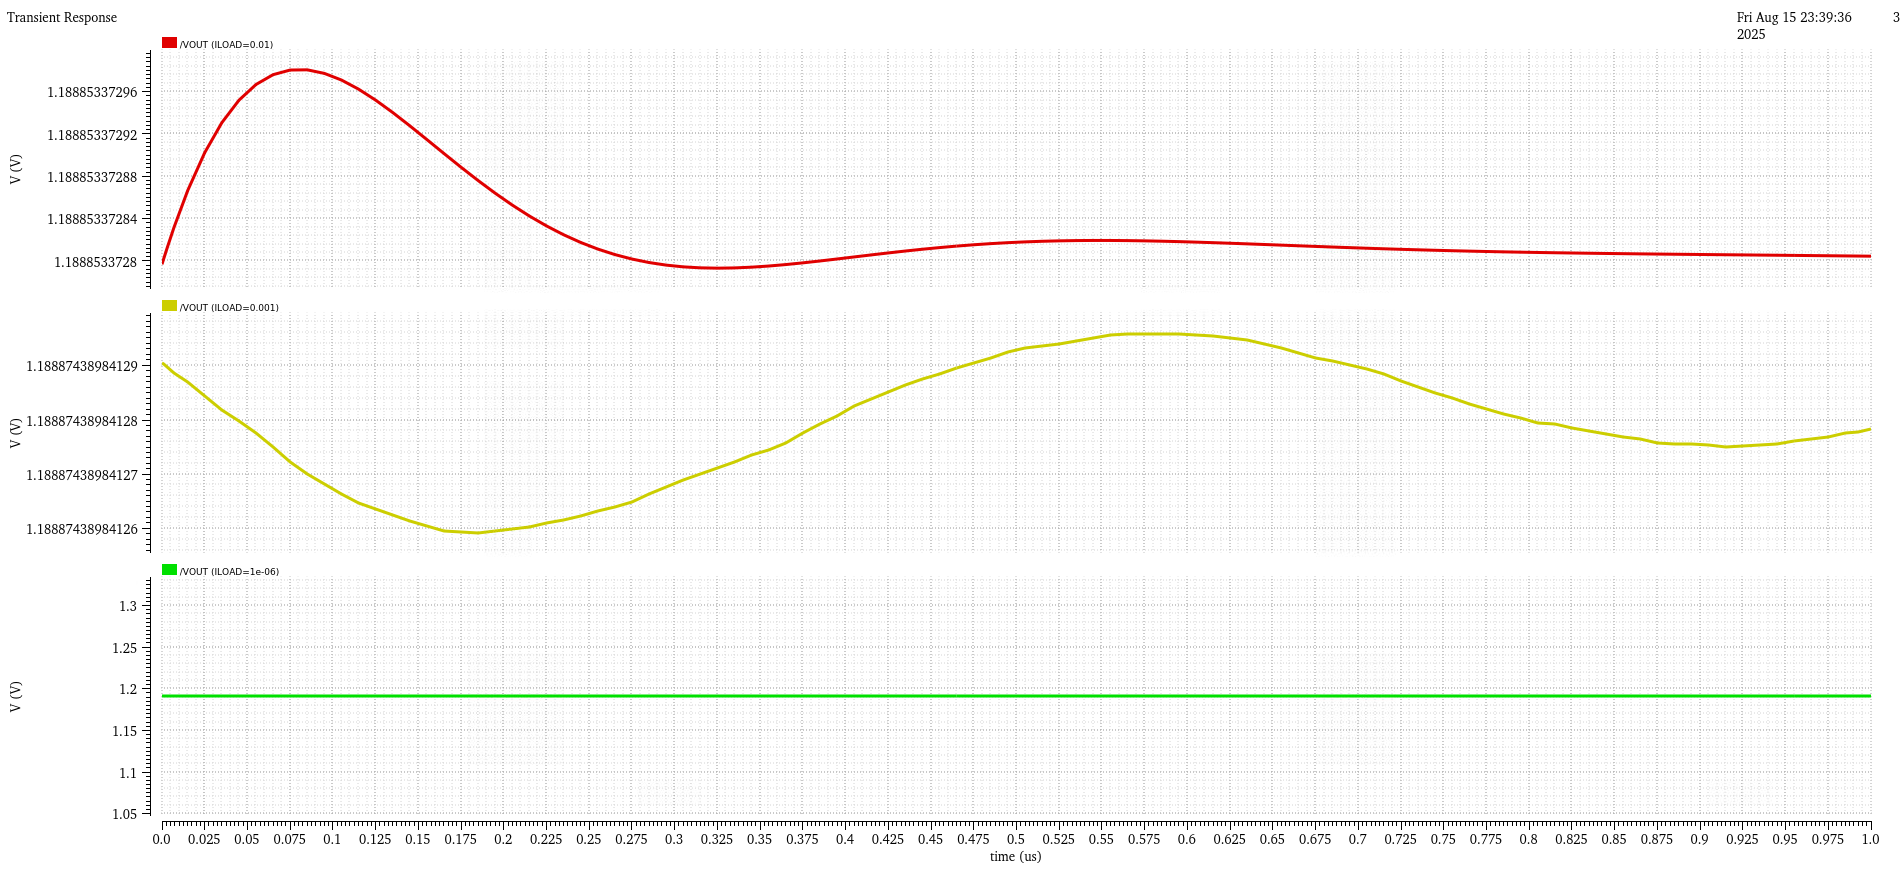 Transient Response
Fri Aug 15 23:39:36 3
2025
/VOUT (ILOAD=0.01)
1.18885337296
1.18885337292
1.18885337288
1.18885337284
1.1888533728
V (V)
/VOUT (ILOAD=0.001)
1.18887438984129
1.18887438984128
1.18887438984127
1.18887438984126
V (V)
/VOUT (ILOAD=1e-06)
1.3
1.25
1.2
1.15
1.1
1.05
V (V)
0.0 0.025 0.05 0.075 0.1 0.125 0.15 0.175 0.2 0.225 0.25 0.275 0.3 0.325 0.35 0.375 0.4 0.425 0.45 0.475 0.5 0.525 0.55 0.575 0.6 0.625 0.65 0.675 0.7 0.725 0.75 0.775 0.8 0.825 0.85 0.875 0.9 0.925 0.95 0.975 1.0
time (us)